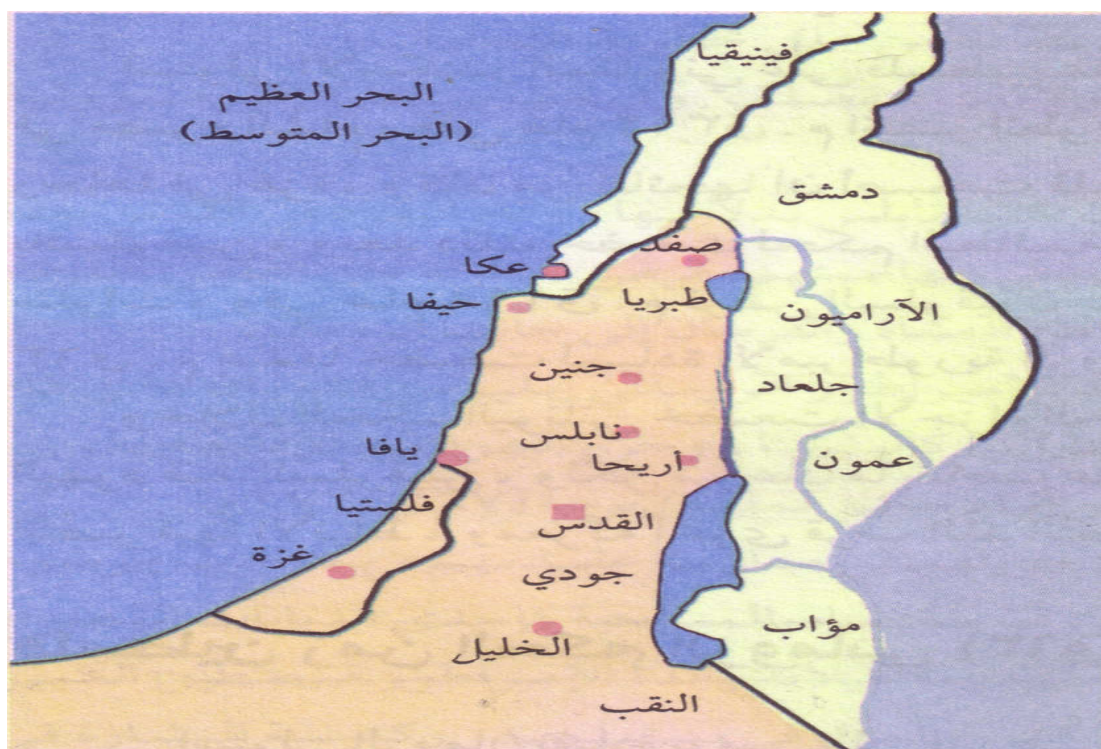 فينيقيا
البحر العظيم
(البحر المتوسط)
دمشق
صفد
عكا
طبريا
حيفا
الآراميون
جنين
جلعاد
نابلس
يافا
أريحا
عمون
فلستيا
القدس
غزة
جودي
مؤاب
الخليل
النقب